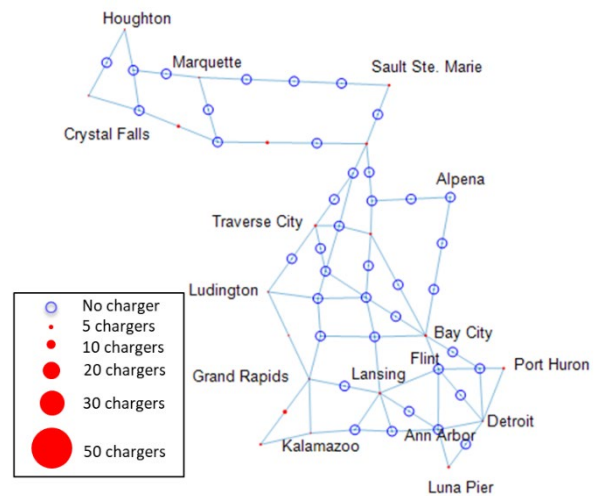 Houghton
Marquette
Sault Ste. Marie
Crystal Falls
Alpena
Traverse City
Ludington
Bay City
Flint
Port Huron
Grand Rapids
Lansing
Detroit
Kalamazoo
Ann Arbor
Luna Pier
No charger
5 chargers
10 chargers
20 chargers
30 chargers
50 chargers